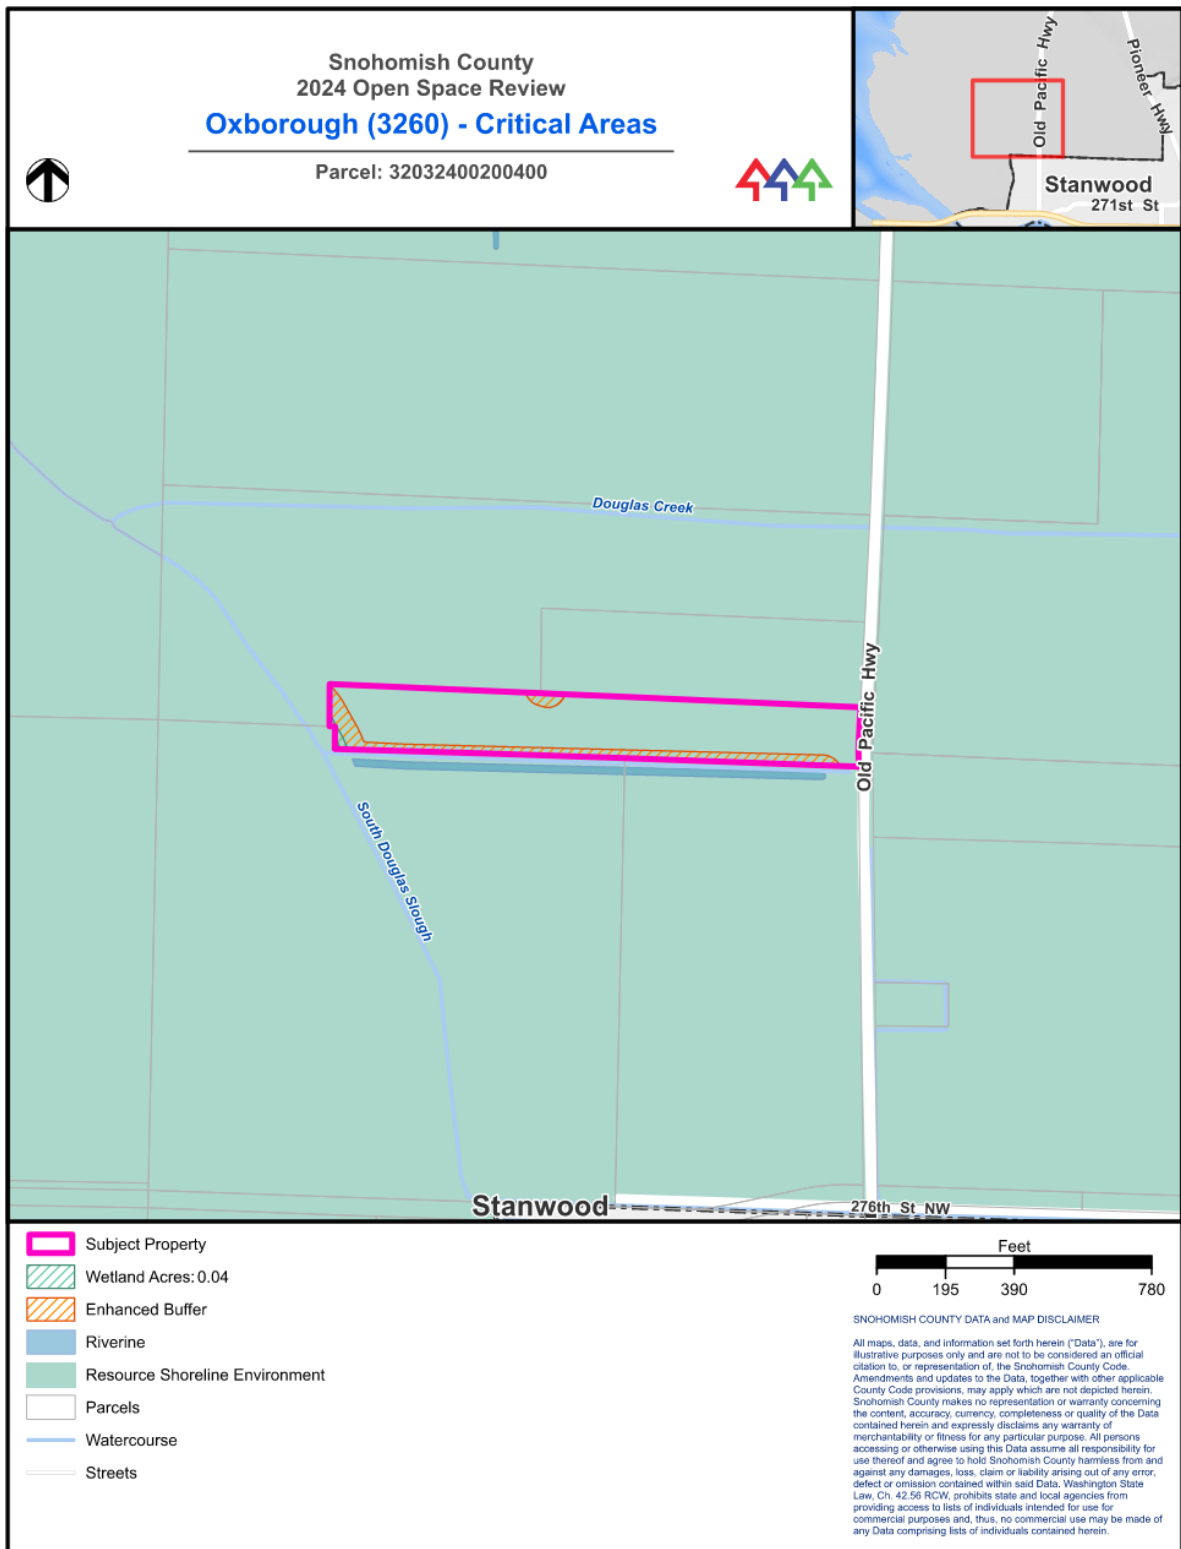 Snohomish County
2024 Open Space Review
Oxborough (3260) - Critical Areas
Parcel: 32032400200400
Old Pacific Hwy
Pioneer Hwy
Stanwood
271st St
Douglas Creek
Old Pacific Hwy
South Douglas Slough
Stanwood
276th St NW
Subject Property
Wetland Acres: 0.04
Enhanced Buffer
Riverine
Resource Shoreline Environment
Parcels
Watercourse
Streets
Feet
0 195 390 780
SNOHOMISH COUNTY DATA and MAP DISCLAIMER
All maps, data, and information set forth herein ("Data"), are for
illustrative purposes only and are not to be considered an official
citation to, or representation of, the Snohomish County Code.
Amendments and updates to the Data, together with other applicable
County Code provisions, may apply which are not depicted herein.
Snohomish County makes no representation or warranty concerning
the content, accuracy, currency, completeness or quality of the Data
contained herein and expressly disclaims any warranty of
merchantability or fitness for any particular purpose. All persons
accessing or otherwise using this Data assume all responsibility for
use thereof and agree to hold Snohomish County harmless from and
against any damages, loss, claim or liability arising out of any error,
defect or omission contained within said Data. Washington State
Law, Ch. 42.56 RCW, prohibits state and local agencies from
providing access to lists of individuals intended for use for
commercial purposes and, thus, no commercial use may be made of
any Data comprising lists of individuals contained herein.